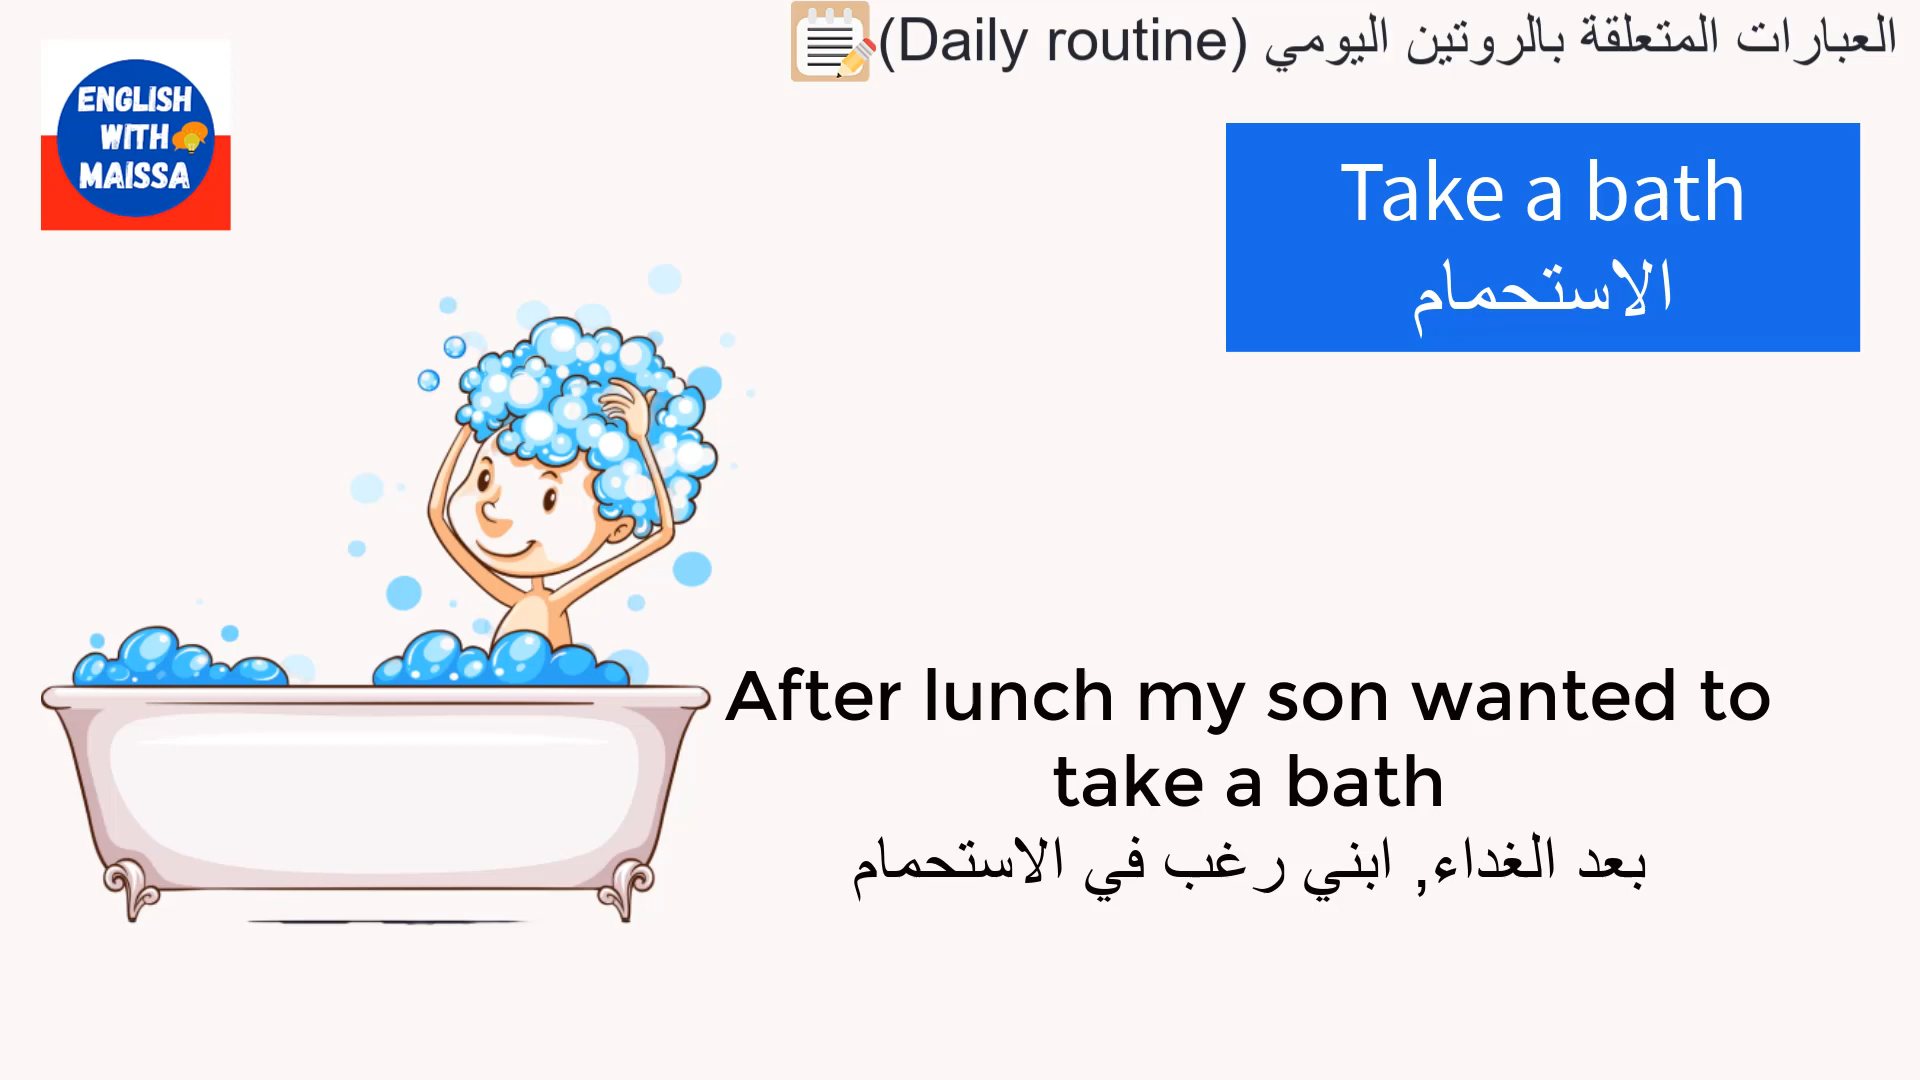 العبارات المتعلقة بالروتين اليومي (Daily routine)
ENGLISH
WITH
MAISSA
Take a bath
الاستحمام
After lunch my son wanted to
take a bath
بعد الغداء, ابني رغب في الاستحمام